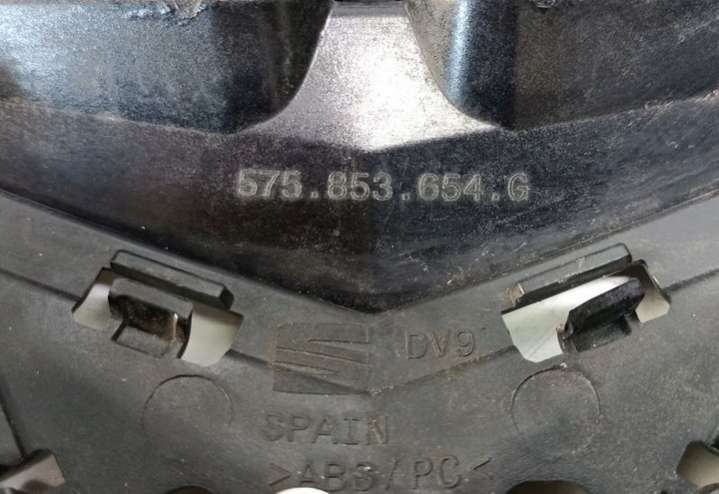 575.853.654.G
DV9
SPAIN
>ABS/PC<